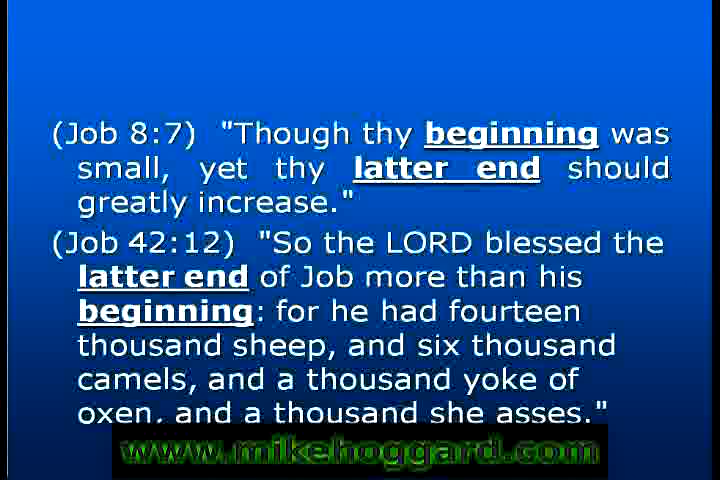 (Job 8:7) "Though thy beginning was
small, yet thy latter end should
greatly increase."
(Job 42:12) "So the LORD blessed the
latter end of Job more than his
beginning: for he had fourteen
thousand sheep, and six thousand
camels, and a thousand yoke of
oxen, and a thousand she asses."
www.mikehoggard.com